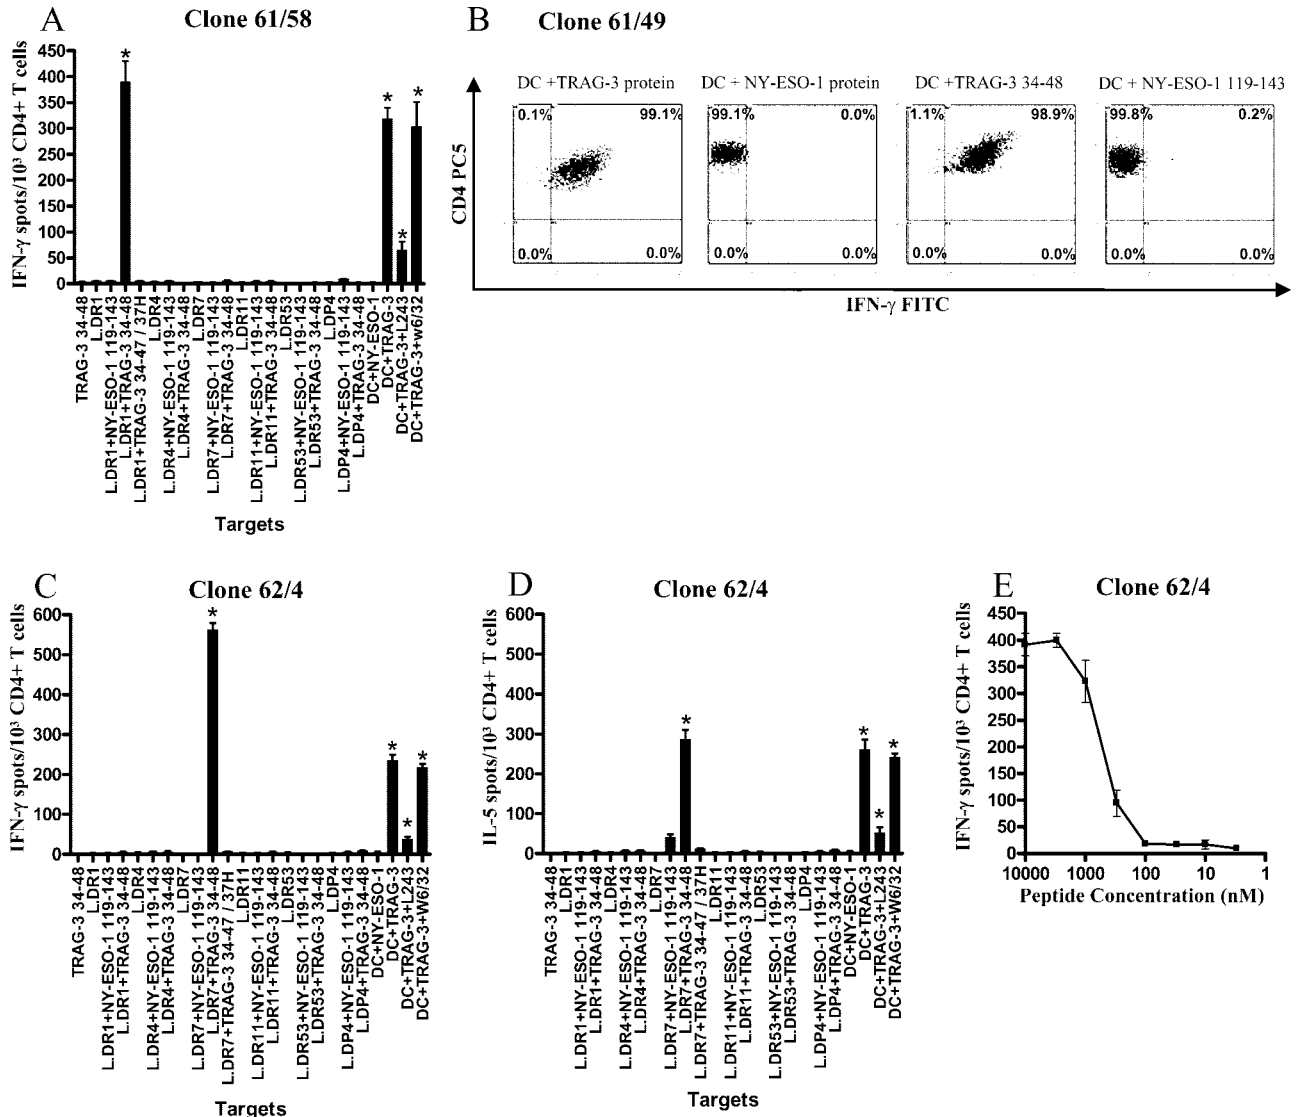 A
Clone 61/58
IFN-γ spots/10³ CD4+ T cells
450
400
350
300
250
200
150
100
50
0
TRAG-3 34-48
L.DR1
L.DR1+NY-ESO-1 119-143
L.DR1+TRAG-3 34-48
L.DR1+TRAG-3 34-47 / 37H
L.DR4
L.DR4+NY-ESO-1 119-143
L.DR4+TRAG-3 34-48
L.DR7
L.DR7+NY-ESO-1 119-143
L.DR7+TRAG-3 34-48
L.DR11
L.DR11+NY-ESO-1 119-143
L.DR11+TRAG-3 34-48
L.DR53
L.DR53+NY-ESO-1 119-143
L.DR53+TRAG-3 34-48
L.DP4
L.DP4+NY-ESO-1 119-143
L.DP4+TRAG-3 34-48
DC+NY-ESO-1
DC+TRAG-3
DC+TRAG-3+L243
DC+TRAG-3+w6/32
* * * *
Targets
B
Clone 61/49
DC +TRAG-3 protein
DC + NY-ESO-1 protein
DC +TRAG-3 34-48
DC + NY-ESO-1 119-143
0.1% 99.1%
0.0% 0.0%
99.1% 0.0%
0.0% 0.0%
1.1% 98.9%
0.0% 0.0%
99.8% 0.2%
0.0% 0.0%
CD4 PC5
IFN-γ FITC
C
Clone 62/4
IFN-γ spots/10³ CD4+ T cells
600
500
400
300
200
100
0
TRAG-3 34-48
L.DR1
L.DR1+NY-ESO-1 119-143
L.DR1+TRAG-3 34-48
L.DR4
L.DR4+NY-ESO-1 119-143
L.DR4+TRAG-3 34-48
L.DR7
L.DR7+NY-ESO-1 119-143
L.DR7+TRAG-3 34-48
L.DR7+TRAG-3 34-47 / 37H
L.DR11
L.DR11+NY-ESO-1 119-143
L.DR11+TRAG-3 34-48
L.DR53
L.DR53+NY-ESO-1 119-143
L.DR53+TRAG-3 34-48
L.DP4
L.DP4+NY-ESO-1 119-143
L.DP4+TRAG-3 34-48
DC+NY-ESO-1
DC+TRAG-3
DC+TRAG-3+L243
DC+TRAG-3+W6/32
* * * *
Targets
D
Clone 62/4
IL-5 spots/10³ CD4+ T cells
600
500
400
300
200
100
0
TRAG-3 34-48
L.DR1
L.DR1+NY-ESO-1 119-143
L.DR1+TRAG-3 34-48
L.DR4
L.DR4+NY-ESO-1 119-143
L.DR4+TRAG-3 34-48
L.DR7
L.DR7+NY-ESO-1 119-143
L.DR7+TRAG-3 34-48
L.DR7+TRAG-3 34-47 / 37H
L.DR11
L.DR11+NY-ESO-1 119-143
L.DR11+TRAG-3 34-48
L.DR53
L.DR53+NY-ESO-1 119-143
L.DR53+TRAG-3 34-48
L.DP4
L.DP4+NY-ESO-1 119-143
L.DP4+TRAG-3 34-48
DC+NY-ESO-1
DC+TRAG-3
DC+TRAG-3+L243
DC+TRAG-3+W6/32
* * * *
Targets
E
Clone 62/4
IFN-γ spots/10³ CD4+ T cells
450
400
350
300
250
200
150
100
50
0
10000 1000 100 10 1
Peptide Concentration (nM)